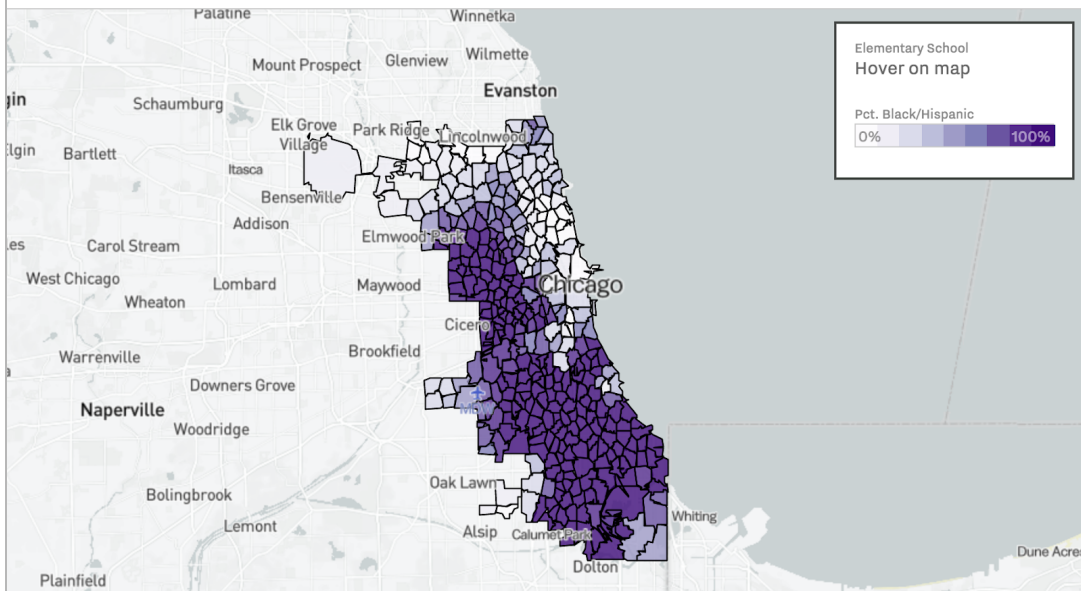 Palatine
Winnetka
Wilmette
Glenview
Mount Prospect
Evanston
gin
Schaumburg
Elk Grove
Village
Park Ridge
Lincolnwood
Elgin
Bartlett
Itasca
Bensenville
Addison
Elmwood Park
les
Carol Stream
West Chicago
Lombard
Maywood
Chicago
Wheaton
Cicero
Brookfield
Warrenville
Downers Grove
Naperville
MDW
Woodridge
Oak Lawn
Bolingbrook
Lemont
Alsip
Calumet Park
Whiting
Dune Acres
Dolton
Plainfield
Elementary School
Hover on map
Pct. Black/Hispanic
0% 100%